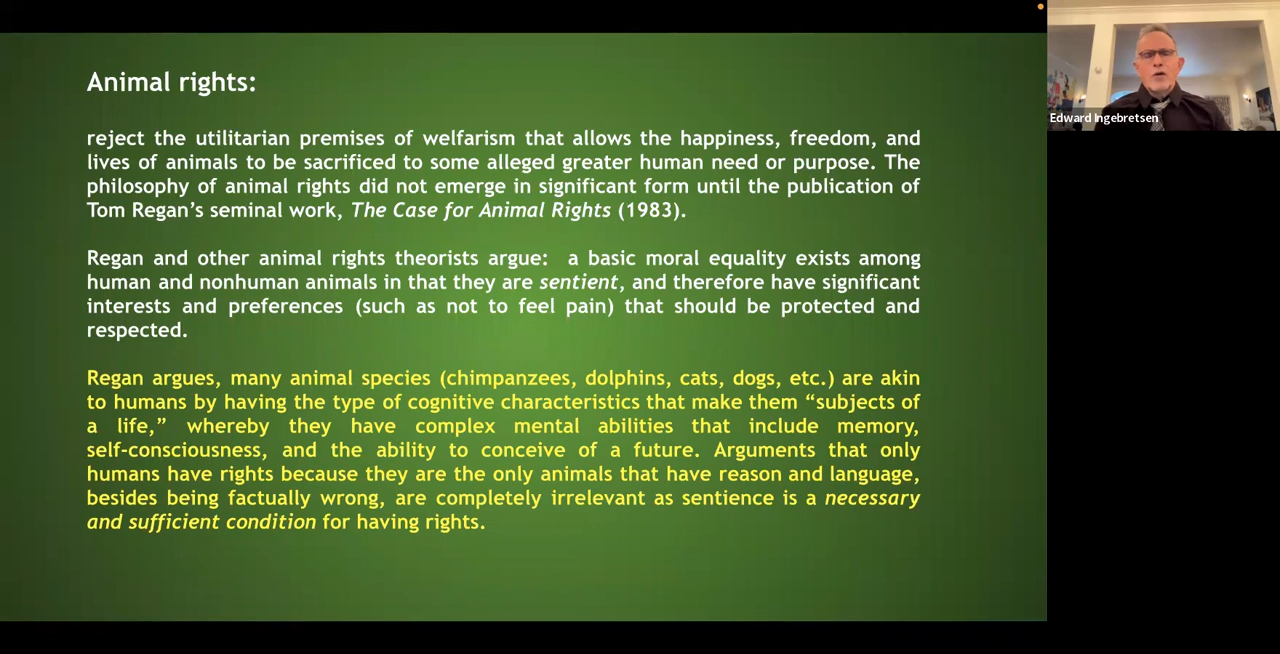 Animal rights:
reject the utilitarian premises of welfarism that allows the happiness, freedom, and
lives of animals to be sacrificed to some alleged greater human need or purpose. The
philosophy of animal rights did not emerge in significant form until the publication of
Tom Regan’s seminal work, The Case for Animal Rights (1983).
Regan and other animal rights theorists argue:  a basic moral equality exists among
human and nonhuman animals in that they are sentient, and therefore have significant
interests and preferences (such as not to feel pain) that should be protected and
respected.
Regan argues, many animal species (chimpanzees, dolphins, cats, dogs, etc.) are akin
to humans by having the type of cognitive characteristics that make them “subjects of
a life,” whereby they have complex mental abilities that include memory,
self-consciousness, and the ability to conceive of a future. Arguments that only
humans have rights because they are the only animals that have reason and language,
besides being factually wrong, are completely irrelevant as sentience is a necessary
and sufficient condition for having rights.
Edward Ingebretsen